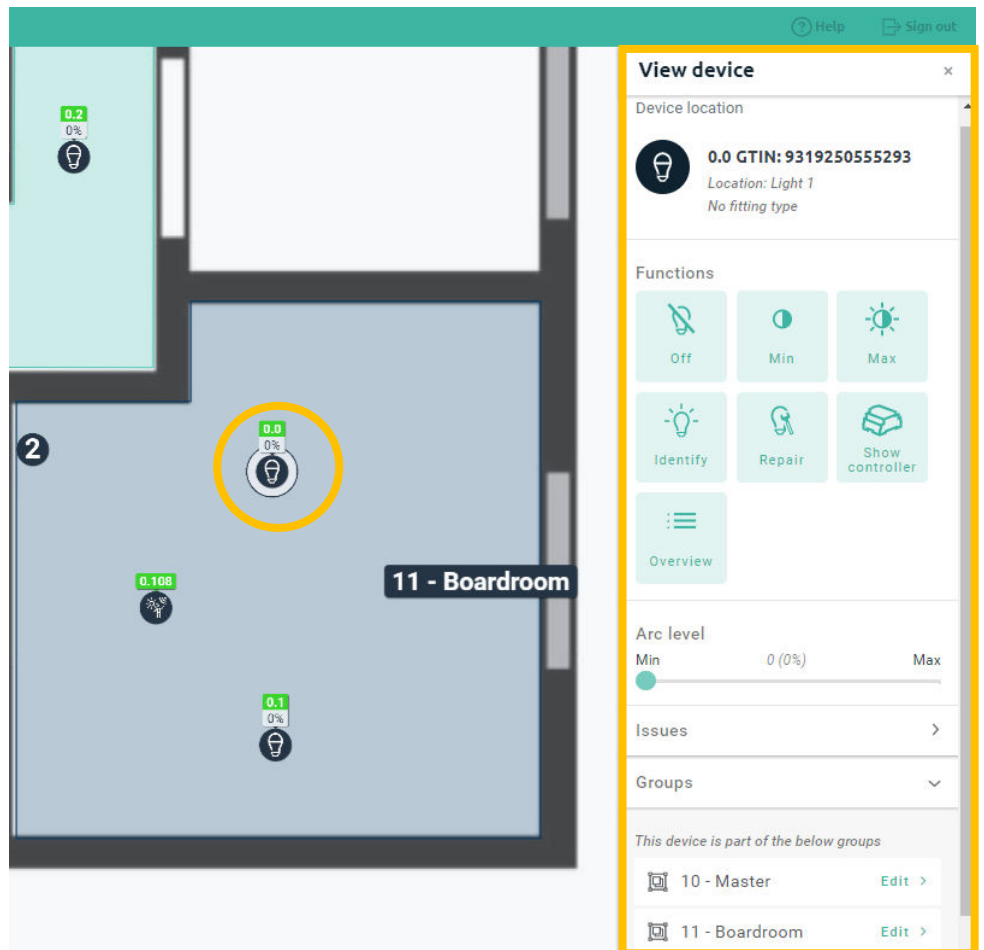 Help
Sign out
View device
×
Device location
0.0 GTIN: 9319250555293
Location: Light 1
No fitting type
Functions
Off
Min
Max
Identify
Repair
Show
controller
Overview
Arc level
Min
0 (0%)
Max
Issues
Groups
This device is part of the below groups
10 - Master
Edit >
11 - Boardroom
Edit >
0.2
0%
2
0.0
0%
0.108
11 - Boardroom
0.1
0%